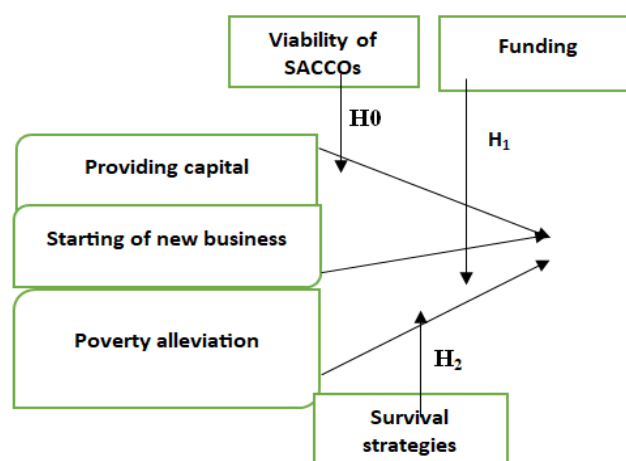 Viability of
SACCOs
Funding
H0
H₁
Providing capital
Starting of new business
Poverty alleviation
H₂
Survival
strategies